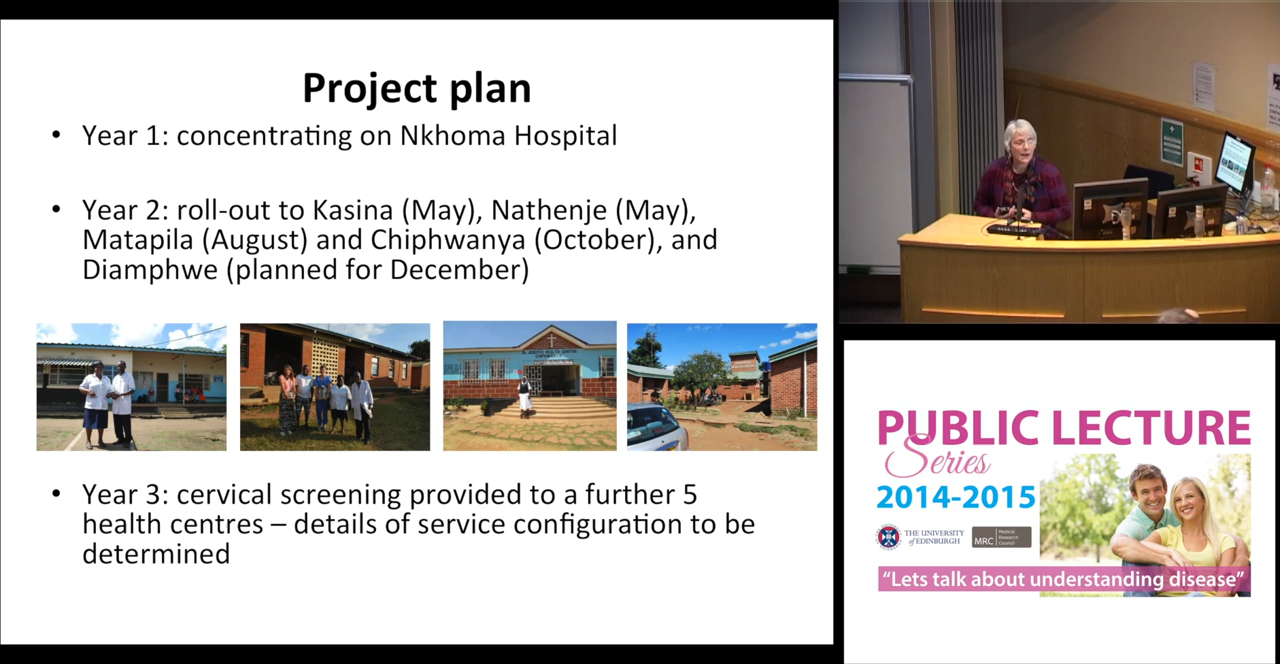 Project plan
• Year 1: concentrating on Nkhoma Hospital
• Year 2: roll-out to Kasina (May), Nathenje (May),
Matapila (August) and Chiphwanya (October), and
Diamphwe (planned for December)
• Year 3: cervical screening provided to a further 5
health centres – details of service configuration to be
determined
PUBLIC LECTURE
Series
2014-2015
THE UNIVERSITY
of EDINBURGH
MRC
Medical
Research
Council
“Lets talk about understanding disease”